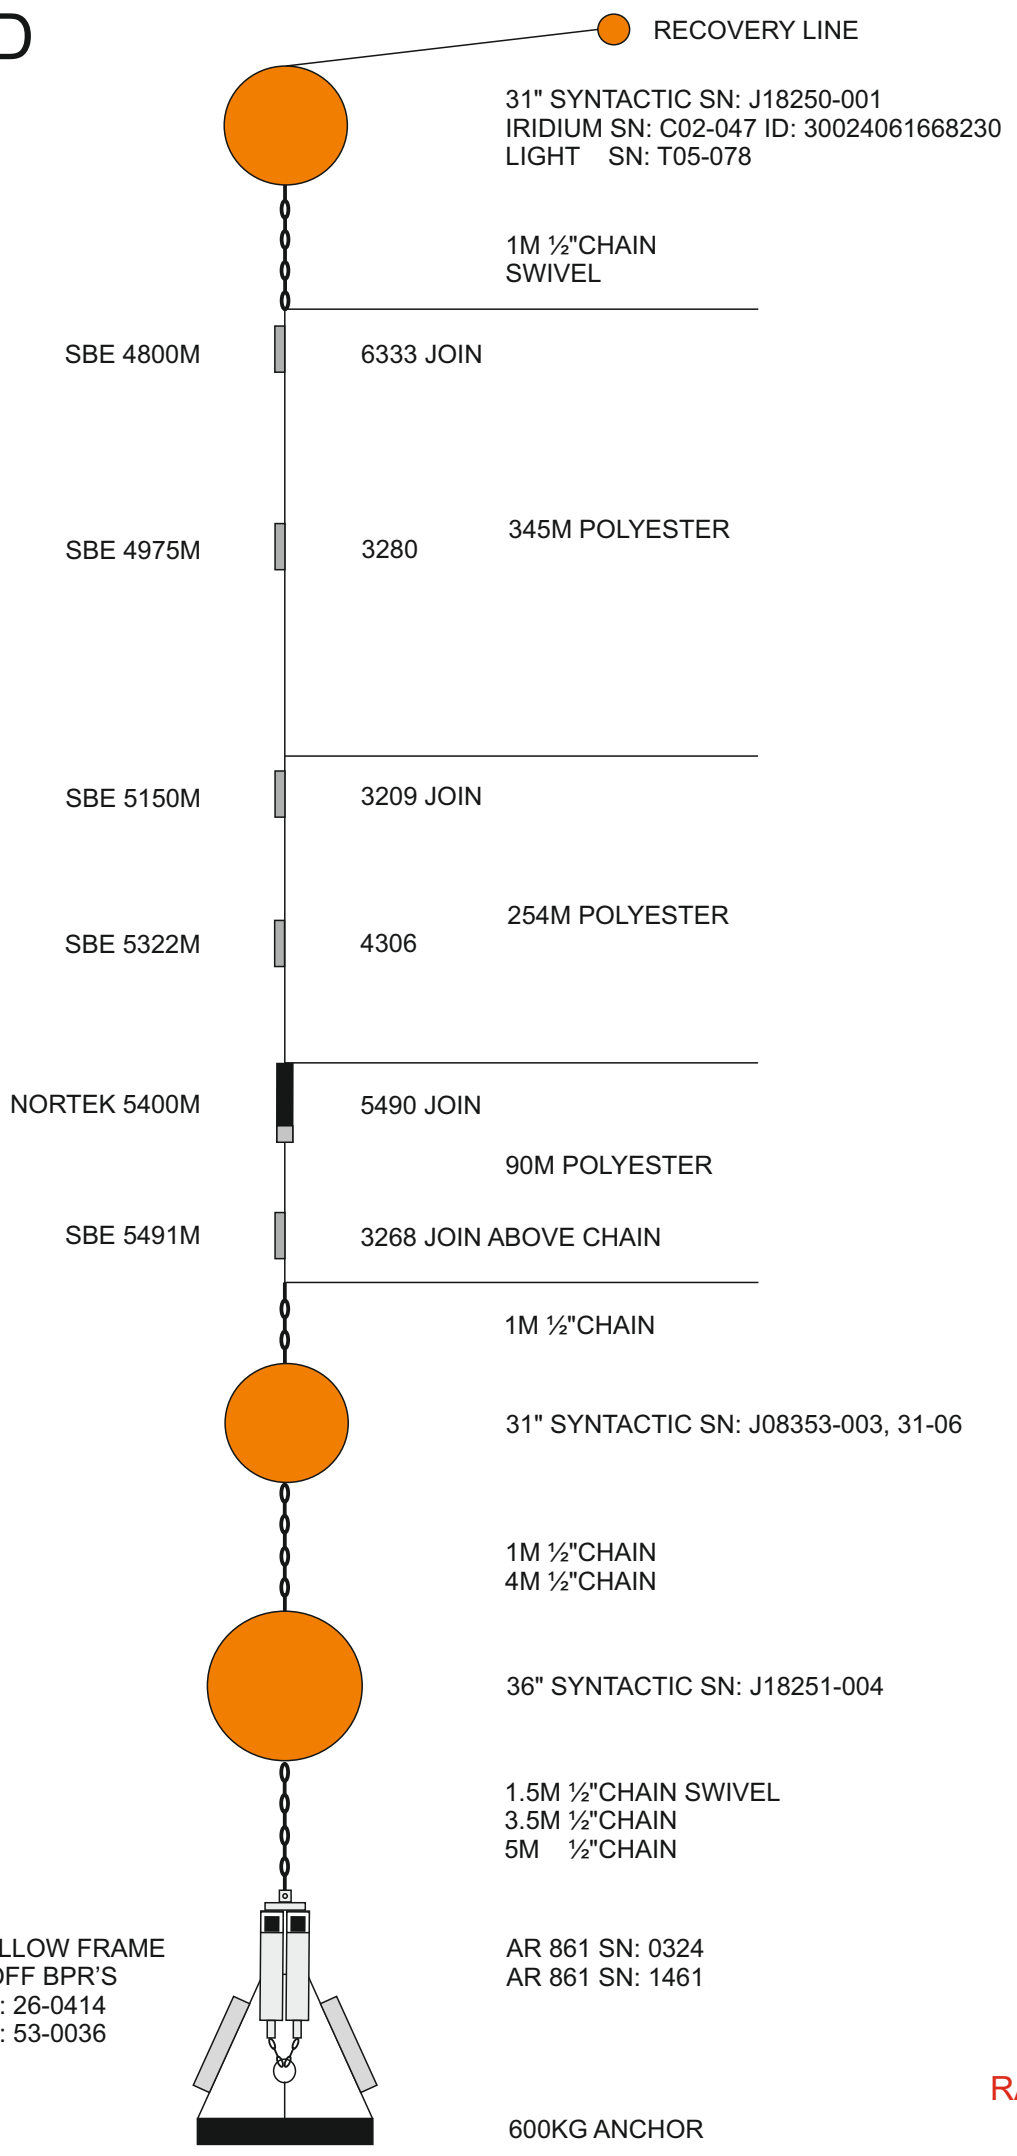 RECOVERY LINE
31" SYNTACTIC SN: J18250-001
IRIDIUM SN: C02-047 ID: 30024061668230
LIGHT SN: T05-078
1M ½"CHAIN
SWIVEL
SBE 4800M
6333 JOIN
345M POLYESTER
SBE 4975M
3280
SBE 5150M
3209 JOIN
254M POLYESTER
SBE 5322M
4306
NORTEK 5400M
5490 JOIN
90M POLYESTER
SBE 5491M
3268 JOIN ABOVE CHAIN
1M ½"CHAIN
31" SYNTACTIC SN: J08353-003, 31-06
1M ½"CHAIN
4M ½"CHAIN
36" SYNTACTIC SN: J18251-004
1.5M ½"CHAIN SWIVEL
3.5M ½"CHAIN
5M ½"CHAIN
FRAME
BPR'S
: 26-0414
: 53-0036
AR 861 SN: 0324
AR 861 SN: 1461
600KG ANCHOR